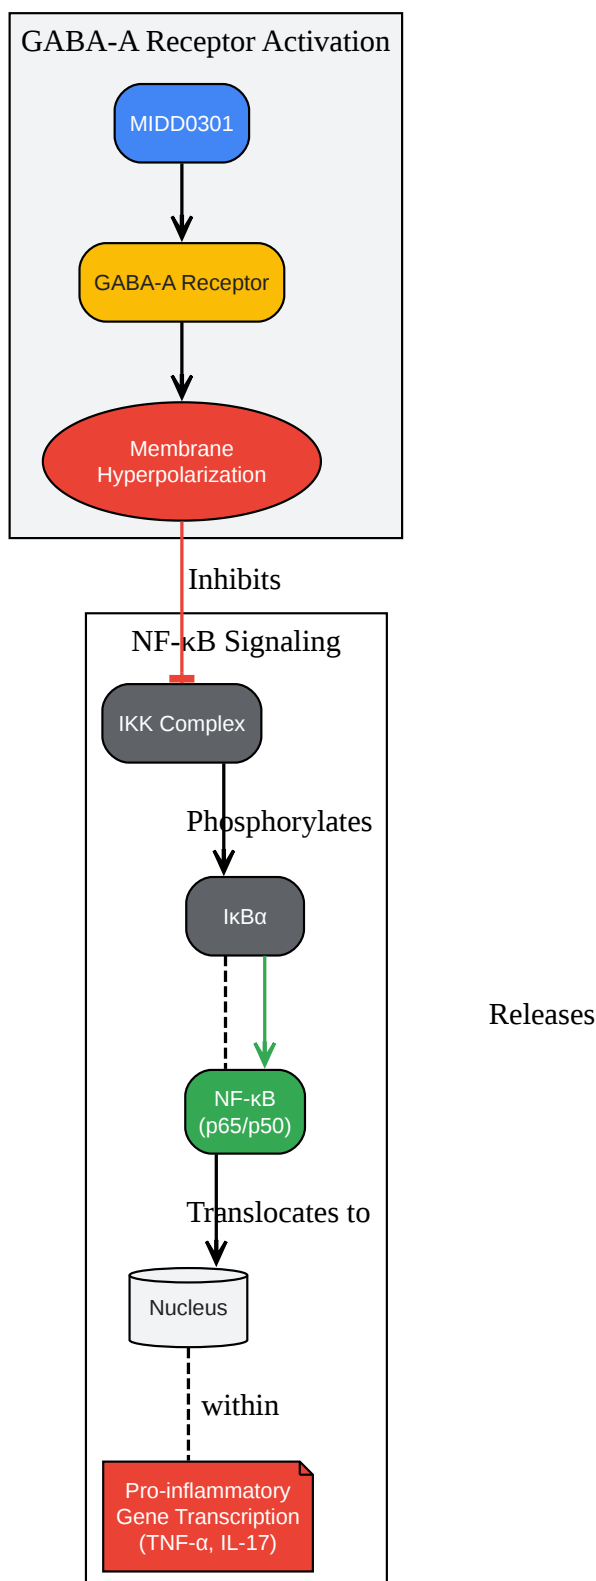 GABA-A Receptor Activation
MIDD0301
GABA-A Receptor
Membrane
Hyperpolarization
Inhibits
NF-κB Signaling
IKK Complex
Phosphorylates
IκBα
Releases
NF-κB
(p65/p50)
Translocates to
Nucleus
within
Pro-inflammatory
Gene Transcription
(TNF-α, IL-17)